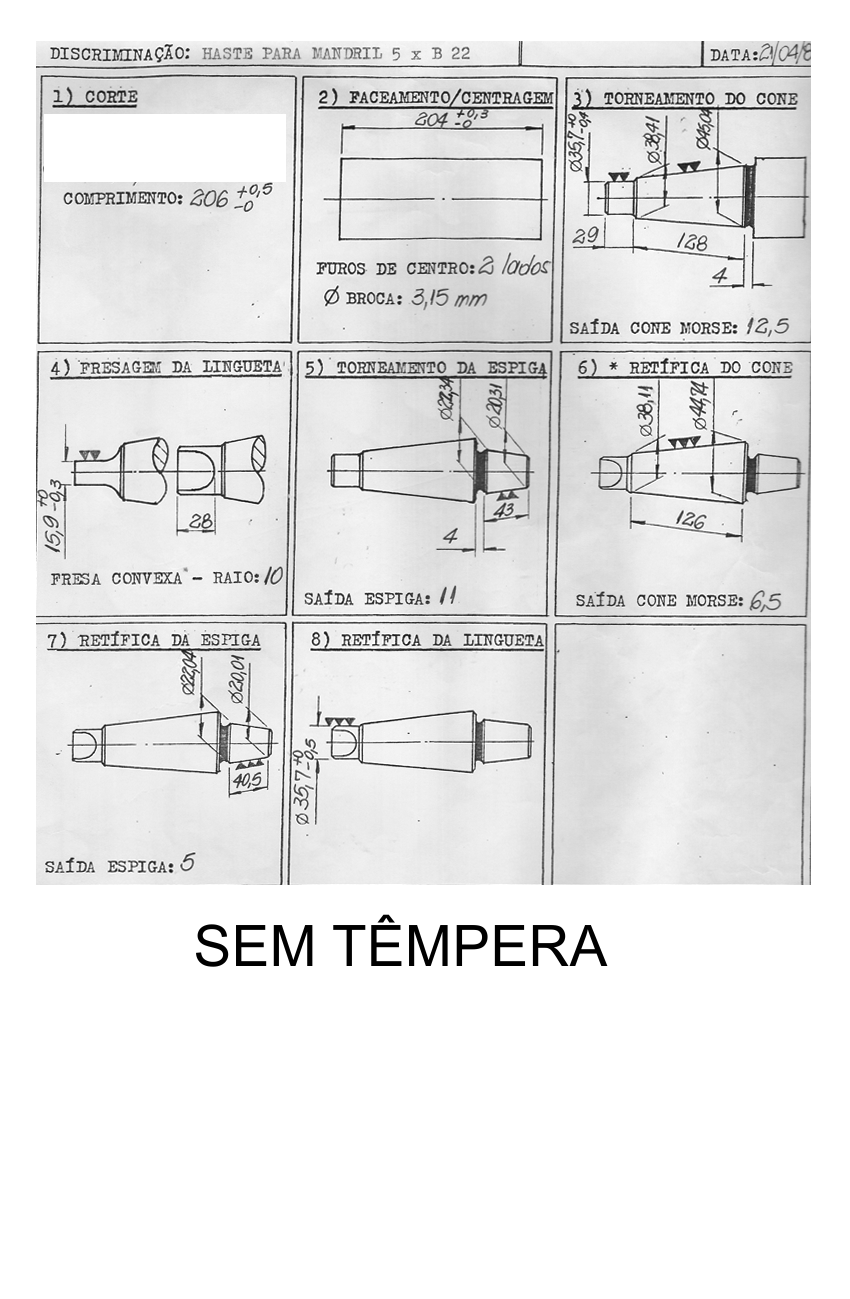 DISCRIMINAÇÃO: HASTE PARA MANDRIL 5 x B 22
DATA: 21/04/8
1) CORTE
COMPRIMENTO: 206 +0,5 -0
2) FACEAMENTO/CENTRAGEM
204 +0,3 -0
FUROS DE CENTRO: 2 lados
Ø BROCA: 3,15 mm
3) TORNEAMENTO DO CONE
Ø35,7 +0 -0,4
Ø38,41
Ø45,04
29
128
4
SAÍDA CONE MORSE: 12,5
4) FRESAGEM DA LINGUETA
15,9 +0 -0,3
28
FRESA CONVEXA - RAIO: 10
5) TORNEAMENTO DA ESPIGA
Ø22,34
Ø20,31
43
4
SAÍDA ESPIGA: 11
6) * RETÍFICA DO CONE
Ø38,11
Ø44,74
126
SAÍDA CONE MORSE: 6,5
7) RETÍFICA DA ESPIGA
Ø22,04
Ø20,01
40,5
SAÍDA ESPIGA: 5
8) RETÍFICA DA LINGUETA
Ø35,7 +0 -0,5
SEM TÊMPERA